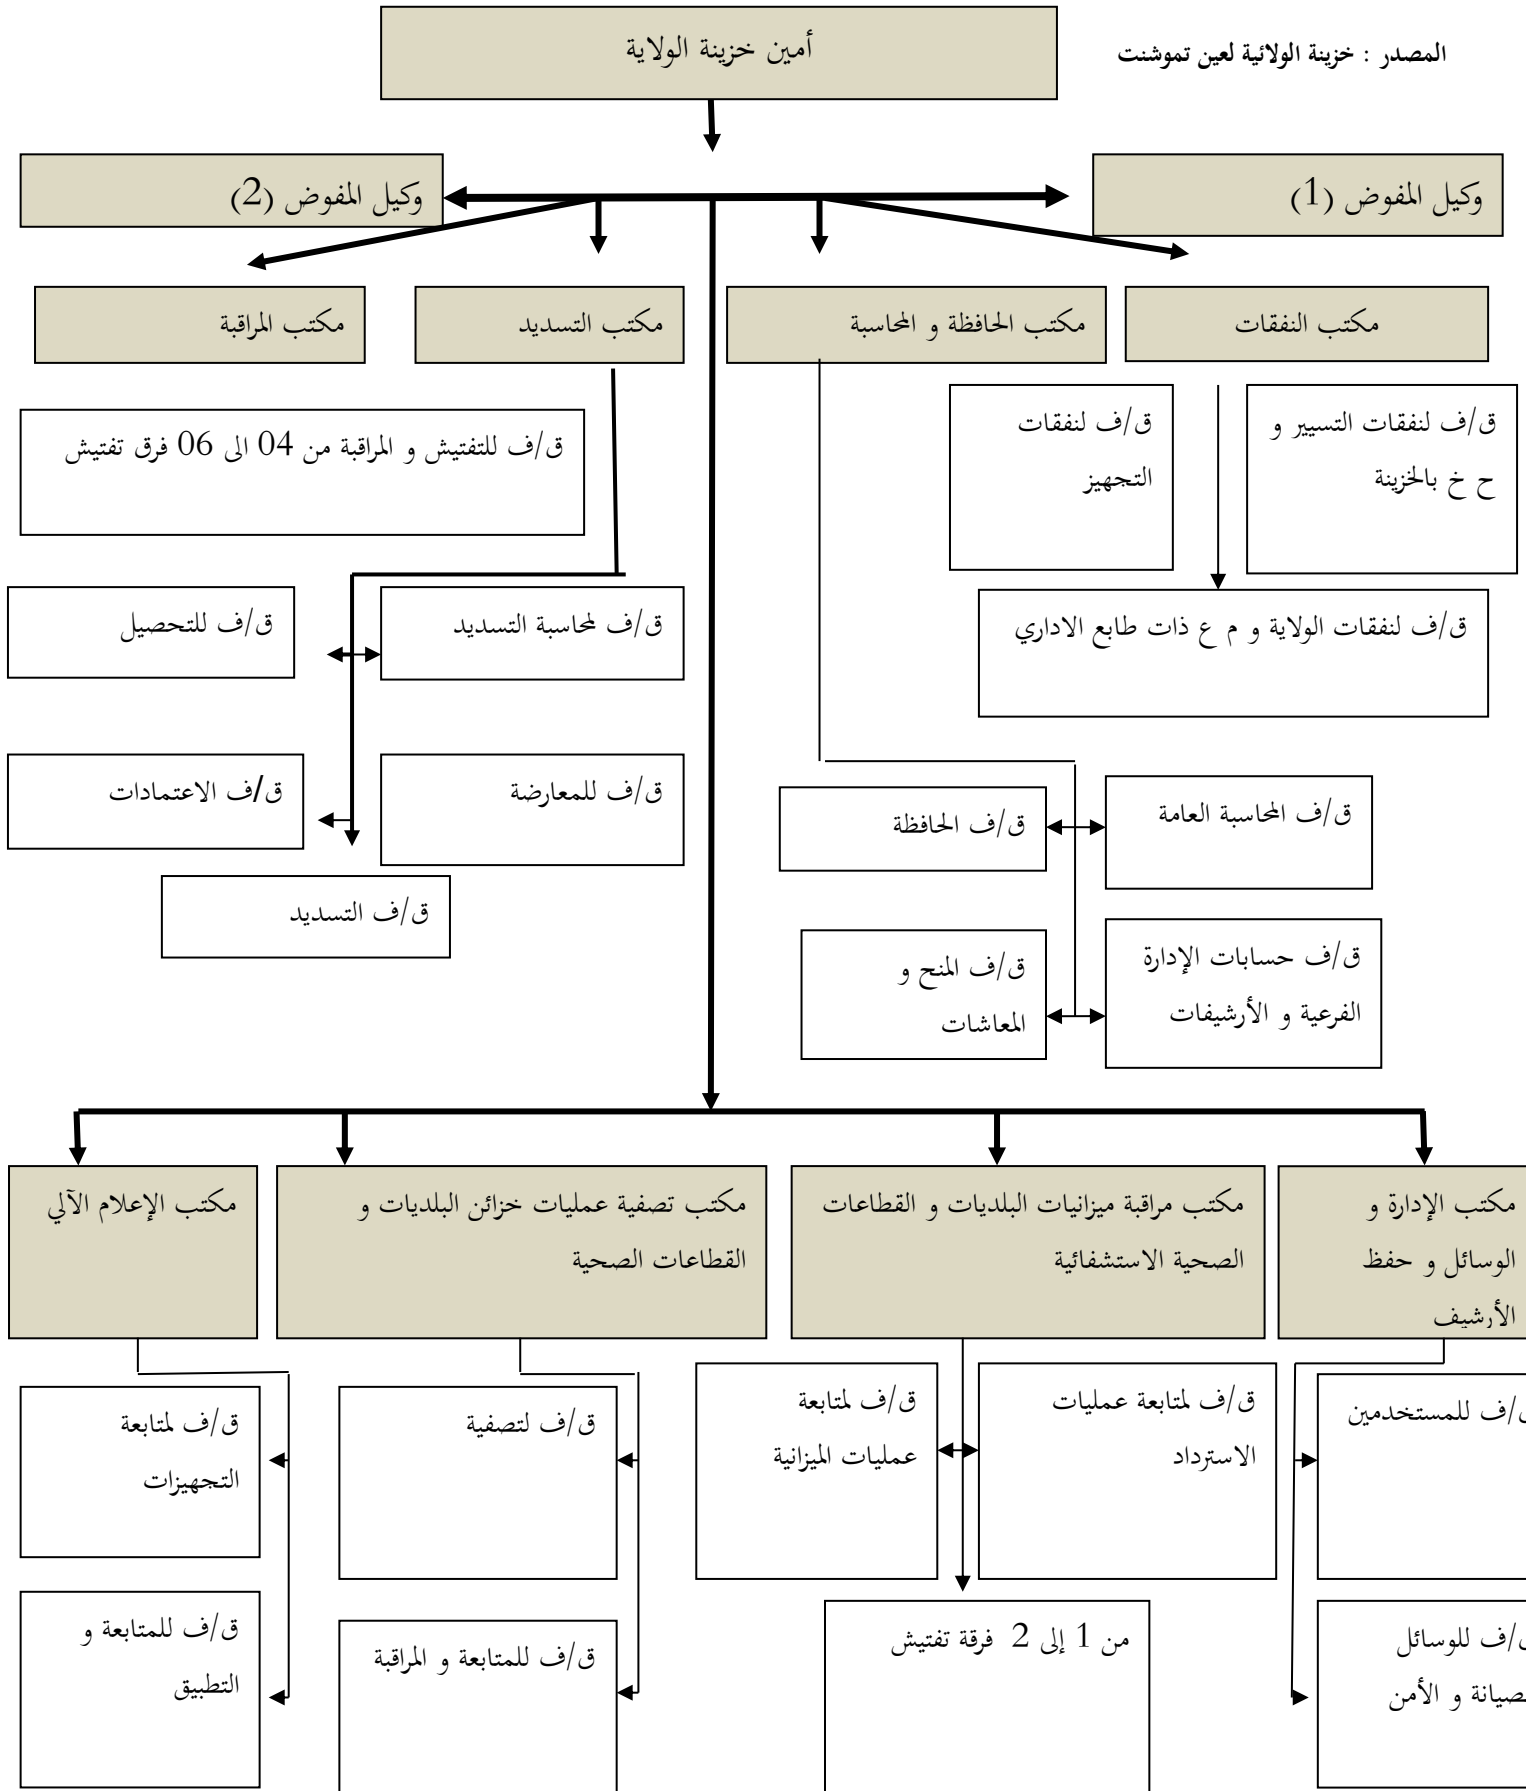 المصدر : خزينة الولائية لعين تموشنت
أمين خزينة الولاية
وكيل المفوض (1)
وكيل المفوض (2)
مكتب النفقات
مكتب الحافظة و المحاسبة
مكتب التسديد
مكتب المراقبة
ق/ف لنفقات التسيير و
ح خ بالخزينة
ق/ف لنفقات
التجهيز
ق/ف للتفتيش و المراقبة من 04 الى 06 فرق تفتيش
ق/ف لنفقات الولاية و م ع ذات طابع الاداري
ق/ف لمحاسبة التسديد
ق/ف للتحصيل
ق/ف للمعارضة
ق/ف الاعتمادات
ق/ف التسديد
ق/ف المحاسبة العامة
ق/ف الحافظة
ق/ف حسابات الإدارة
الفرعية و الأرشيفات
ق/ف المنح و
المعاشات
مكتب الإدارة و
الوسائل و حفظ
الأرشيف
مكتب مراقبة ميزانيات البلديات و القطاعات
الصحية الاستشفائية
مكتب تصفية عمليات خزائن البلديات و
القطاعات الصحية
مكتب الإعلام الآلي
ق/ف للمستخدمين
ق/ف لمتابعة عمليات
الاسترداد
ق/ف لمتابعة
عمليات الميزانية
ق/ف لتصفية
ق/ف لمتابعة
التجهيزات
ق/ف للوسائل
صيانة و الأمن
من 1 إلى 2 فرقة تفتيش
ق/ف للمتابعة و المراقبة
ق/ف للمتابعة و
التطبيق